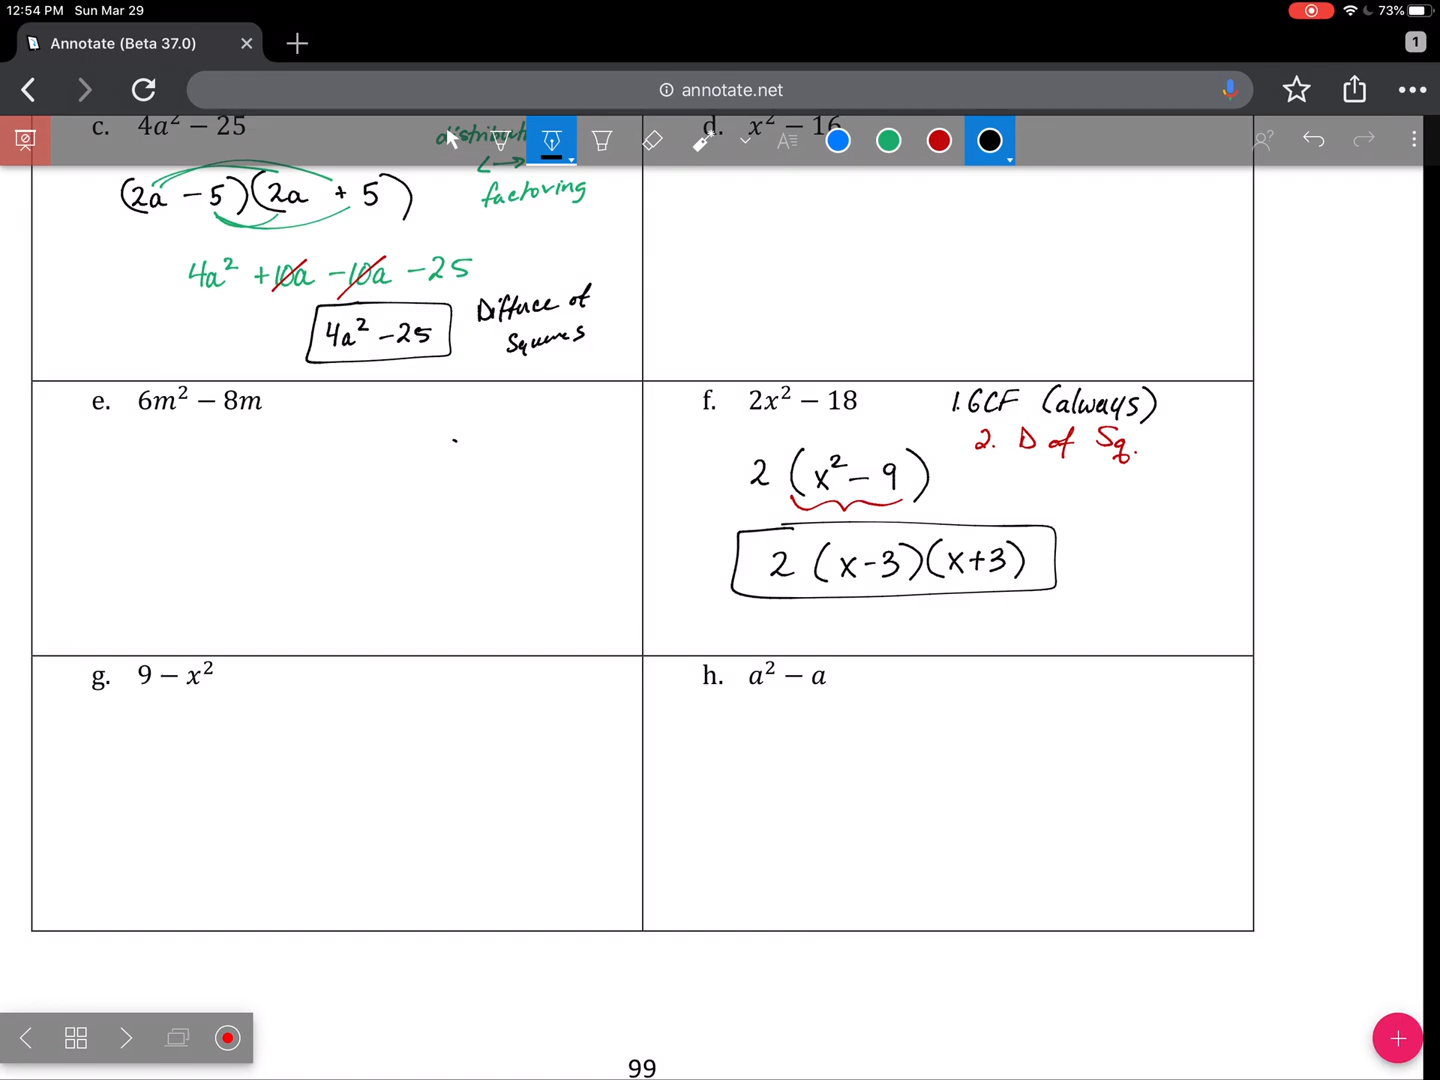 12:54 PM Sun Mar 29
73%
Annotate (Beta 37.0)
1
annotate.net
c. 4a² − 25
factoring
(2a − 5)(2a + 5)
4a² +10a −10a −25
4a² −25
Diffuce of
Squares
d. x² − 16
e. 6m² − 8m
f. 2x² − 18
1. GCF (always)
2. D of Sq.
2 (x² − 9)
2 (x−3)(x+3)
g. 9 − x²
h. a² − a
99